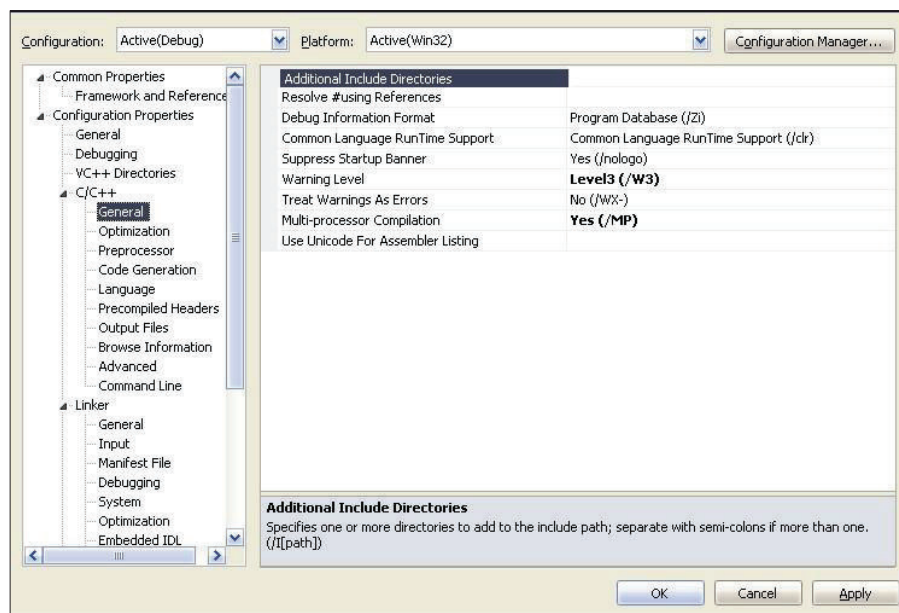 Configuration: Active(Debug) Platform: Active(Win32) Configuration Manager...
Common Properties
Framework and Reference
Configuration Properties
General
Debugging
VC++ Directories
C/C++
General
Optimization
Preprocessor
Code Generation
Language
Precompiled Headers
Output Files
Browse Information
Advanced
Command Line
Linker
General
Input
Manifest File
Debugging
System
Optimization
Embedded IDL
Additional Include Directories
Resolve #using References
Debug Information Format Program Database (/Zi)
Common Language RunTime Support Common Language RunTime Support (/clr)
Suppress Startup Banner Yes (/nologo)
Warning Level Level3 (/W3)
Treat Warnings As Errors No (/WX-)
Multi-processor Compilation Yes (/MP)
Use Unicode For Assembler Listing
Additional Include Directories
Specifies one or more directories to add to the include path; separate with semi-colons if more than one.
(/I[path])
OK Cancel Apply